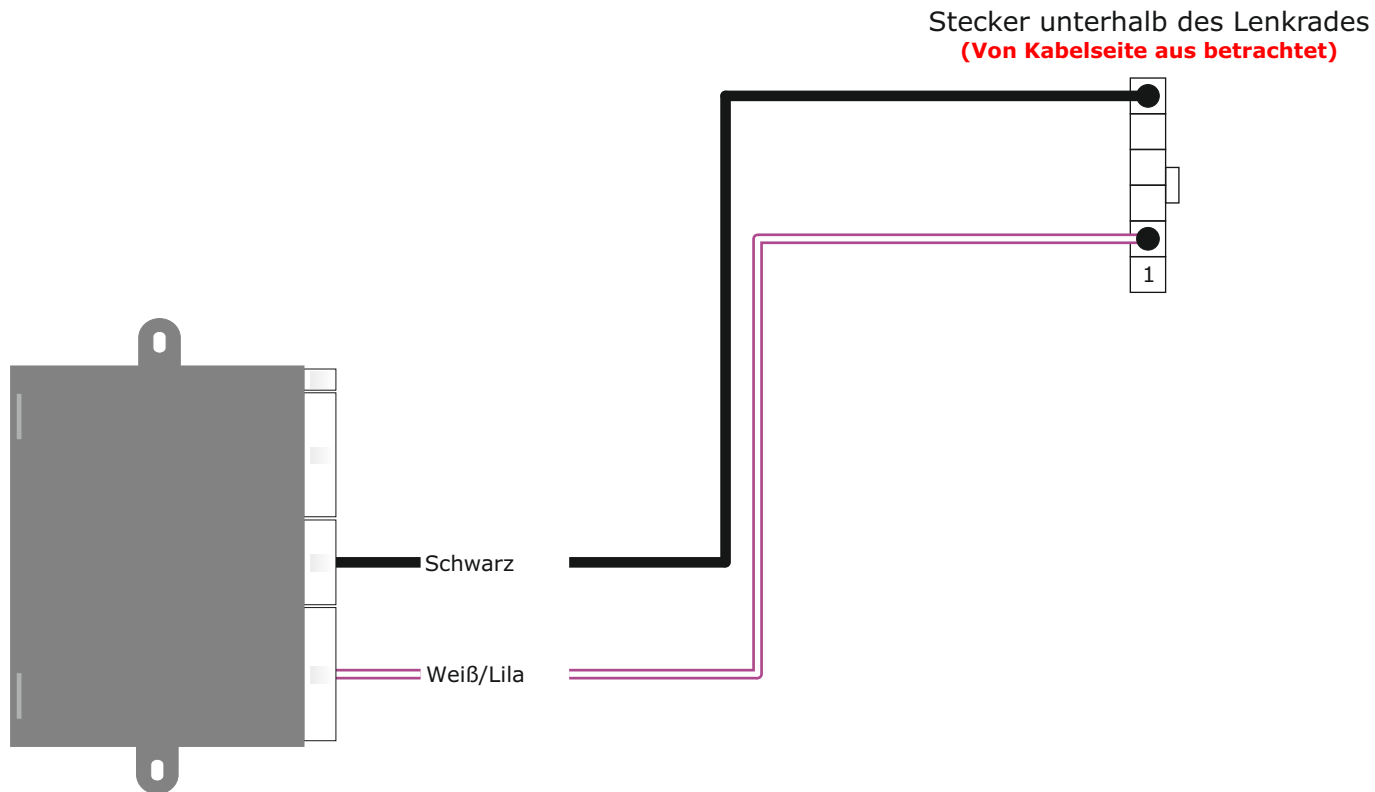 Stecker unterhalb des Lenkrades
(Von Kabelseite aus betrachtet)
1
Schwarz
Weiß/Lila